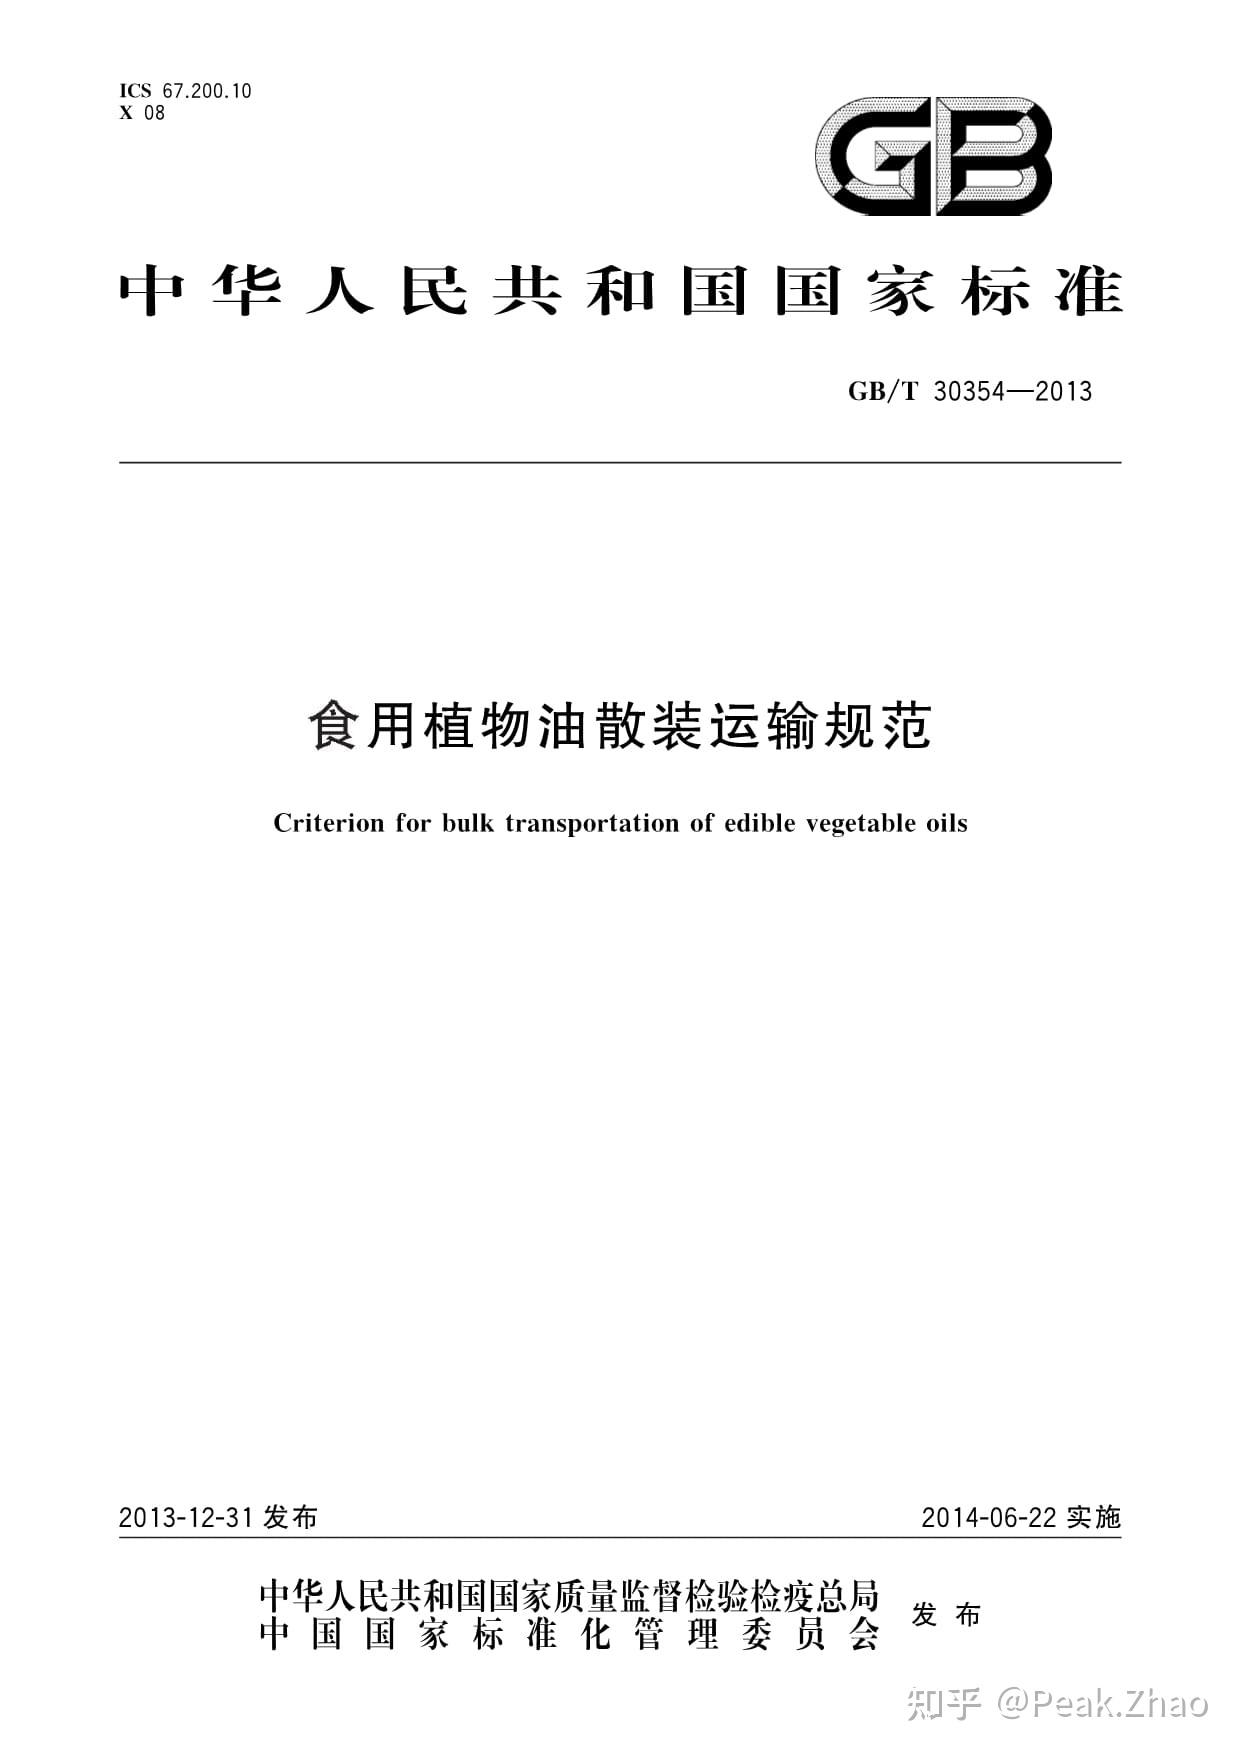 ICS 67.200.10
X 08
GB
中华人民共和国国家标准
GB/T 30354—2013
食用植物油散装运输规范
Criterion for bulk transportation of edible vegetable oils
2013-12-31 发布
2014-06-22 实施
中华人民共和国国家质量监督检验检疫总局
中国国家标准化管理委员会
发布
知乎 @Peak.Zhao